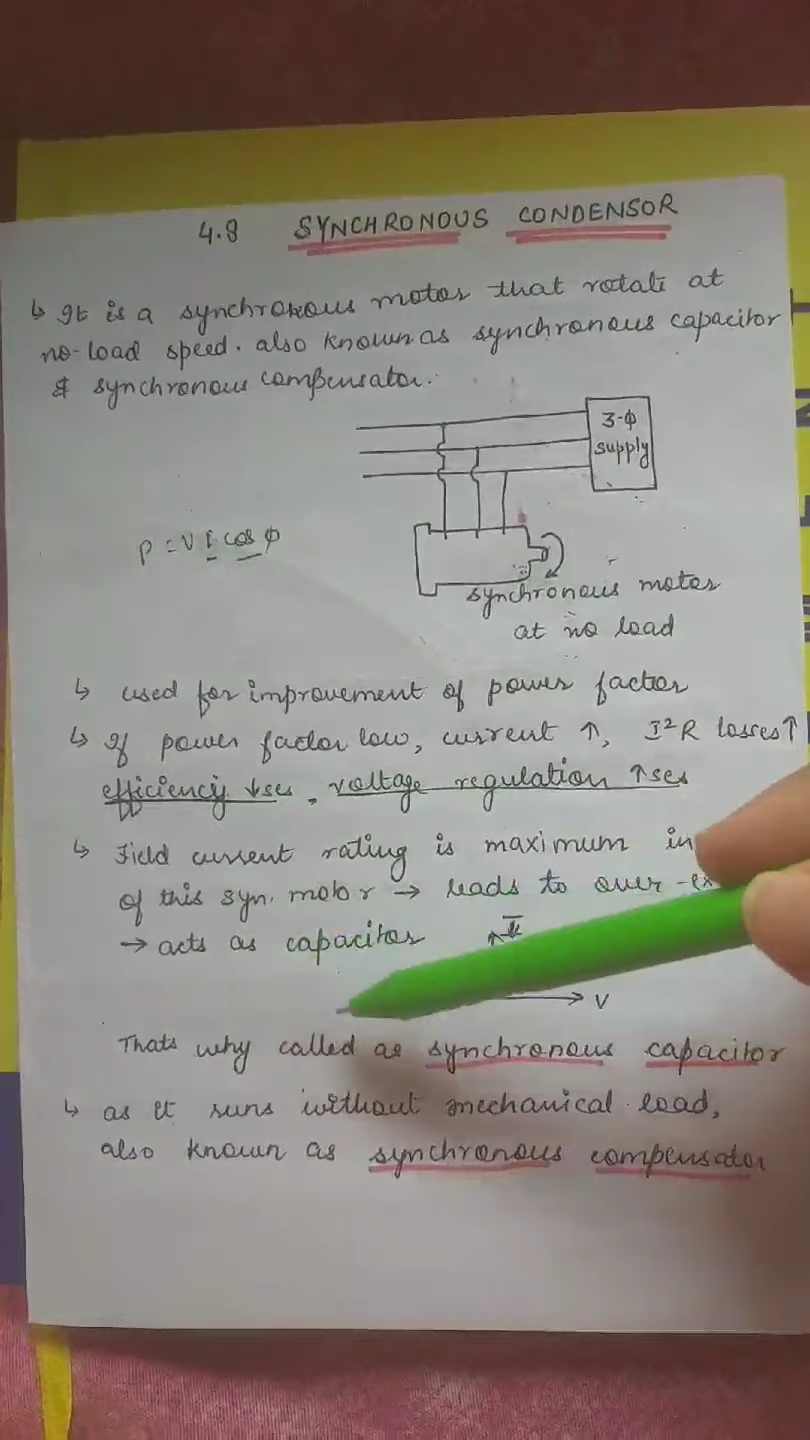 4.9 SYNCHRONOUS CONDENSOR
↳ It is a synchronous motor that rotate at
no-load speed. also known as synchronous capacitor
& synchronous compensator.
3-ϕ
supply
P = V I cos ϕ
synchronous motor
at no load
↳ used for improvement of power factor
↳ If power factor low, current ↑, I²R losses ↑
efficiency ↓ses, voltage regulation ↑ses
↳ Field current rating is maximum in
of this syn. motor → leads to over-ex
→ acts as capacitor
V
Thats why called as synchronous capacitor
↳ as it runs without mechanical load,
also known as synchronous compensator